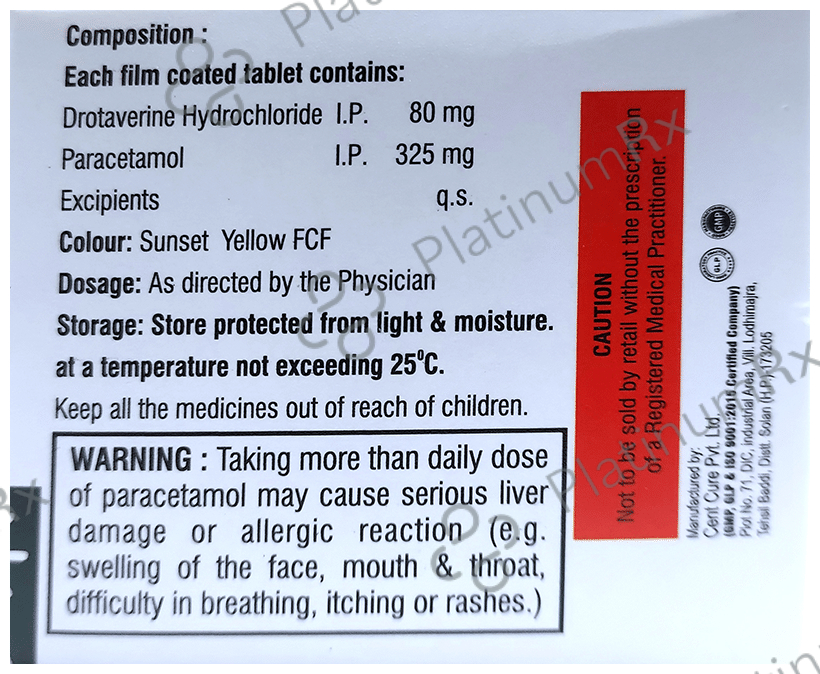 Composition :
Each film coated tablet contains:
Drotaverine Hydrochloride I.P. 80 mg
Paracetamol I.P. 325 mg
Excipients q.s.
Colour: Sunset Yellow FCF
Dosage: As directed by the Physician
Storage: Store protected from light & moisture.
at a temperature not exceeding 25⁰C.
Keep all the medicines out of reach of children.
WARNING : Taking more than daily dose
of paracetamol may cause serious liver
damage or allergic reaction (e.g.
swelling of the face, mouth & throat,
difficulty in breathing, itching or rashes.)
CAUTION
Not to be sold by retail without the prescription
of a Registered Medical Practitioner.
GMP
GLP
Manufactured by:
Cent Cure Pvt. Ltd.
(GMP, GLP & ISO 9001:2015 Certified Company)
Plot No. 71, DIC, Industrial Area, Vill. Lodhimajra,
Tehsil Baddi, Distt. Solan (H.P.) 173205
PlatinumRx
PlatinumRx
PlatinumRx